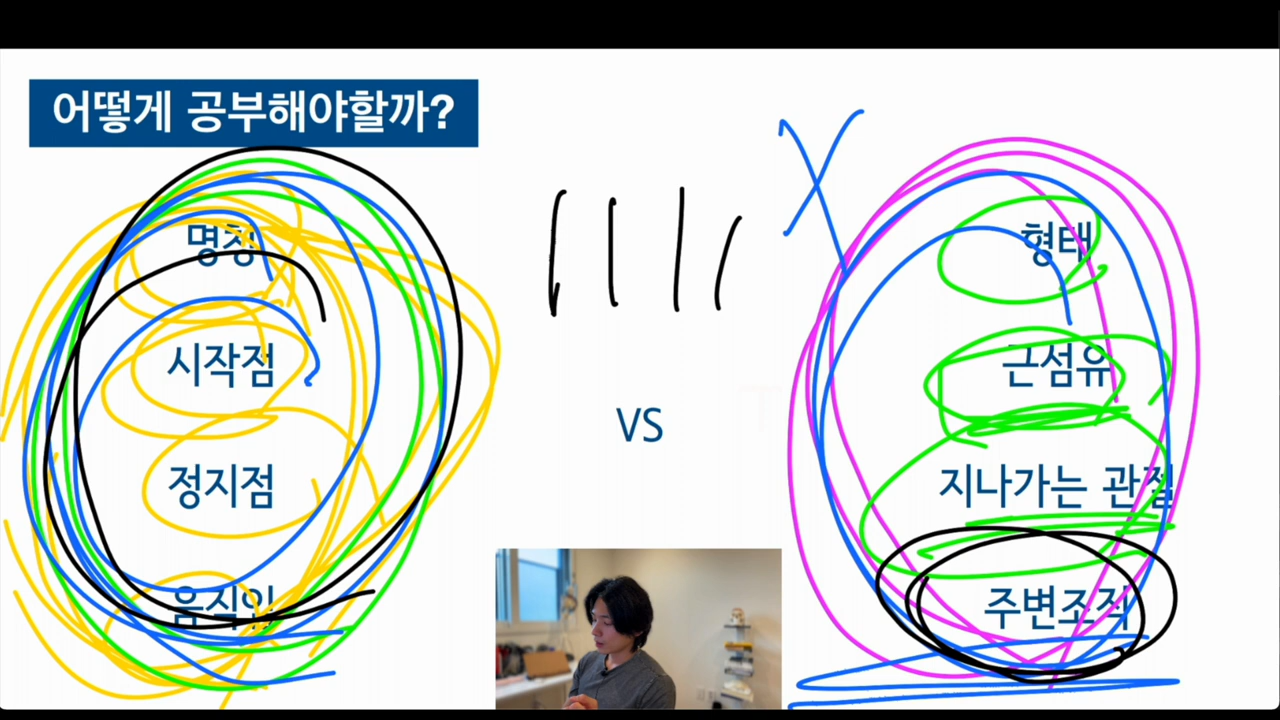 어떻게 공부해야할까?
명칭
시작점
정지점
움직임
VS
형태
근섬유
지나가는 관절
주변조직